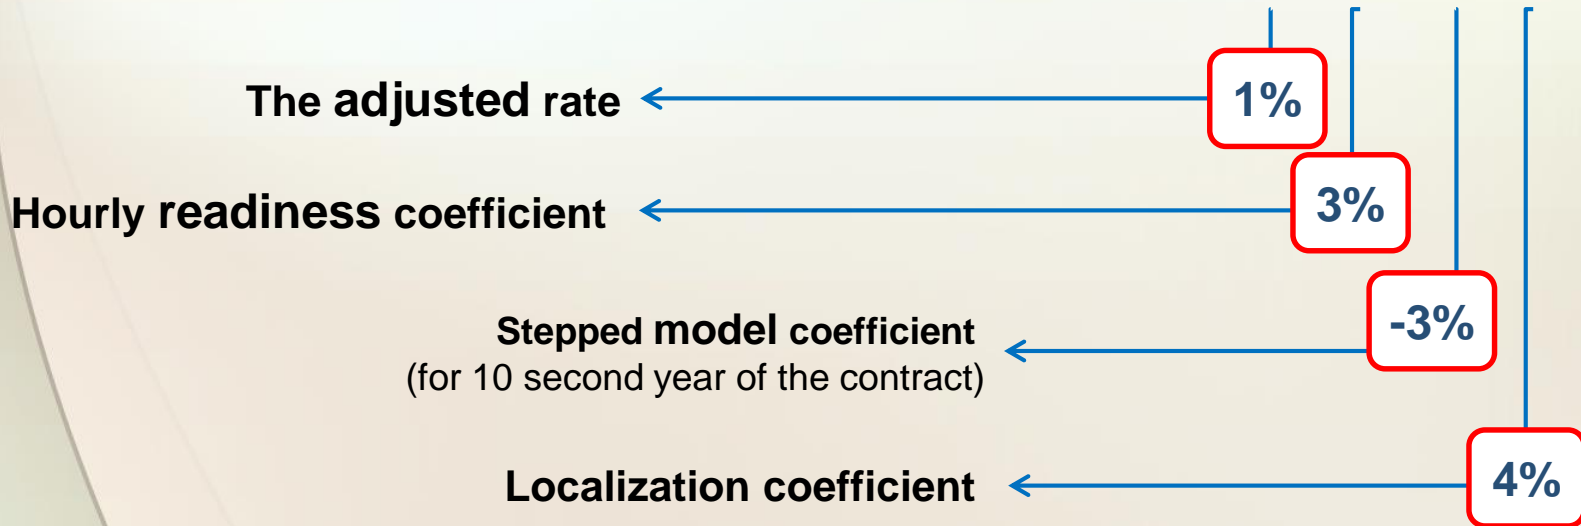 The adjusted rate 1%
Hourly readiness coefficient 3%
Stepped model coefficient -3%
(for 10 second year of the contract)
Localization coefficient 4%